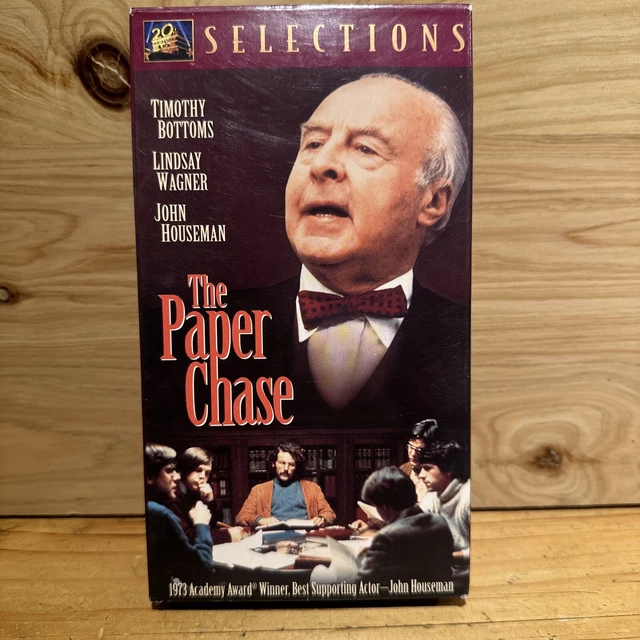 20th
SELECTIONS
TIMOTHY
BOTTOMS
LINDSAY
WAGNER
JOHN
HOUSEMAN
The
Paper
Chase
1973 Academy Award® Winner, Best Supporting Actor—John Houseman